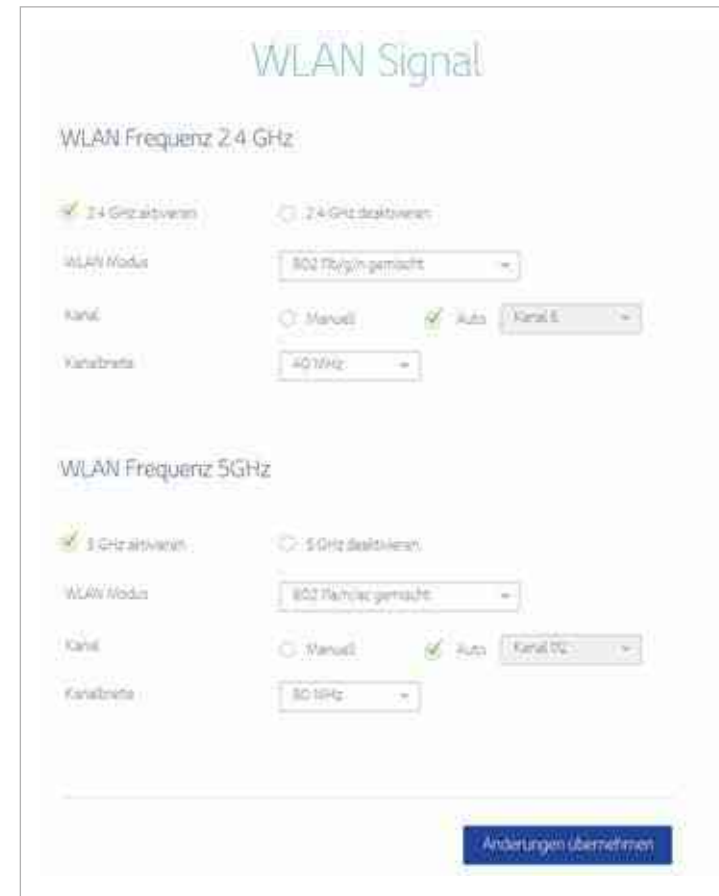 WLAN Signal
WLAN Frequenz 2.4 GHz
2.4 GHz aktivieren 2.4 GHz deaktivieren
WLAN Modus 802.11b/g/n gemischt
Kanal Manuell Auto Kanal 6
Kanalbreite 40 MHz
WLAN Frequenz 5GHz
5 GHz aktivieren 5 GHz deaktivieren
WLAN Modus 802.11a/n/ac gemischt
Kanal Manuell Auto Kanal
Kanalbreite 80 MHz
Änderungen übernehmen